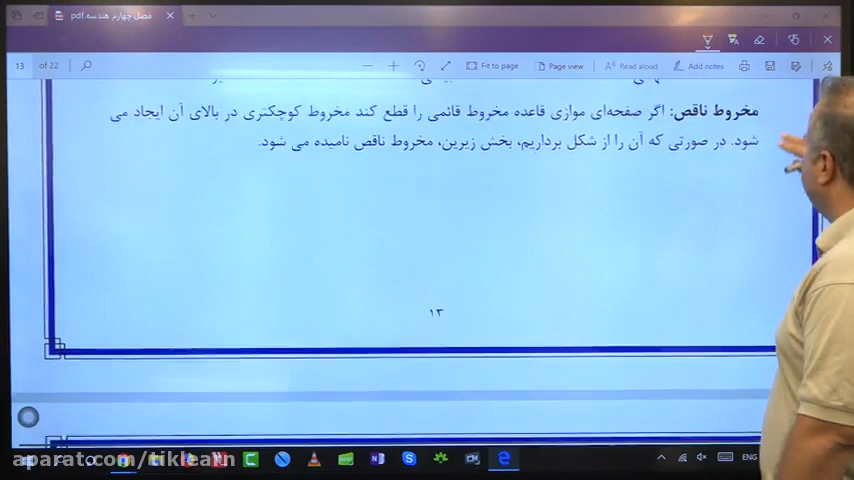 فصل چهارم هندسه.pdf
13 of 22
Fit to page
Page view
Read aloud
Add notes
مخروط ناقص: اگر صفحه‌ای موازی قاعده مخروط قائمی را قطع کند مخروط کوچکتری در بالای آن ایجاد می
شود. در صورتی که آن را از شکل برداریم، بخش زیرین، مخروط ناقص نامیده می شود.
۱۳
aparat.com/tiklearn
ENG